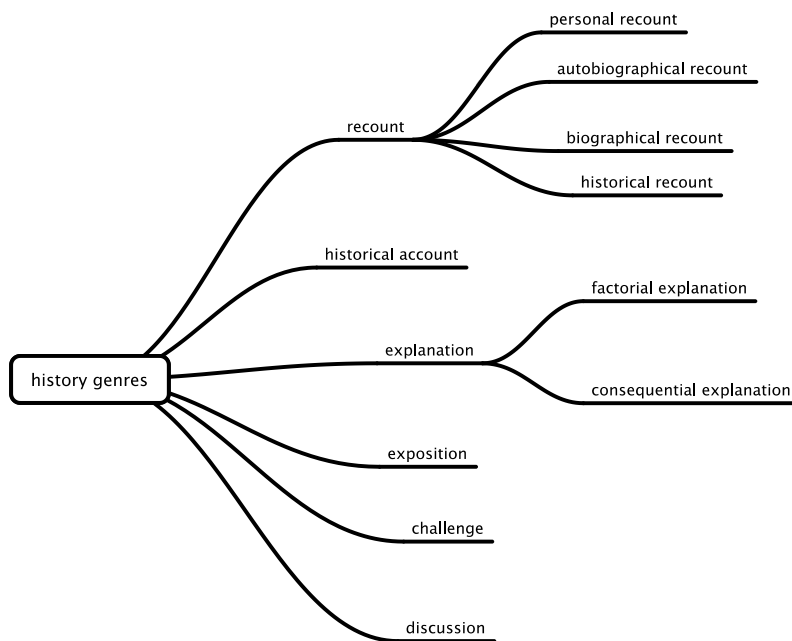 personal recount
autobiographical recount
recount
biographical recount
historical recount
historical account
factorial explanation
explanation
history genres
consequential explanation
exposition
challenge
discussion